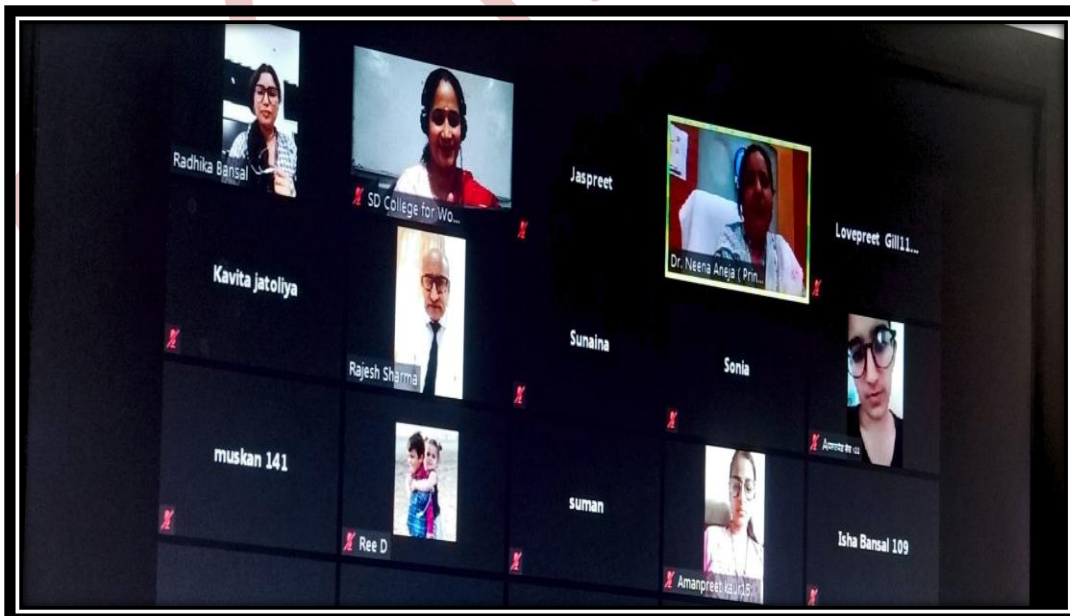 Radhika Bansal
SD College for Wo...
Jaspreet
Dr. Neena Aneja ( Prin...
Lovepreet Gill11...
Kavita jatoliya
Rajesh Sharma
Sunaina
Sonia
muskan 141
Ree D
suman
Amanpreet kaur15
Isha Bansal 109